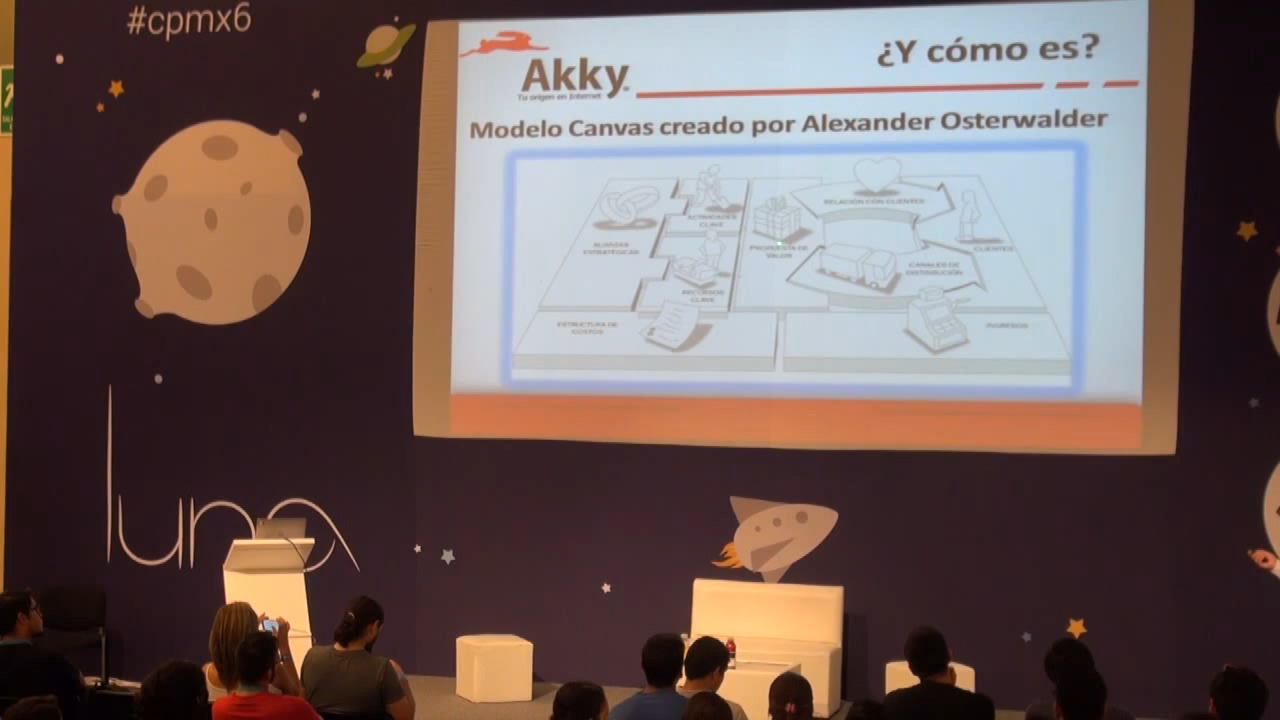 #cpmx6
Akky
Tu origen en Internet
¿Y cómo es?
Modelo Canvas creado por Alexander Osterwalder
ALIANZAS
ESTRATÉGICAS
ACTIVIDADES
CLAVE
RECURSOS
CLAVE
PROPUESTA DE
VALOR
RELACIÓN CON CLIENTES
CANALES DE
DISTRIBUCIÓN
CLIENTES
ESTRUCTURA DE
COSTOS
INGRESOS
luna